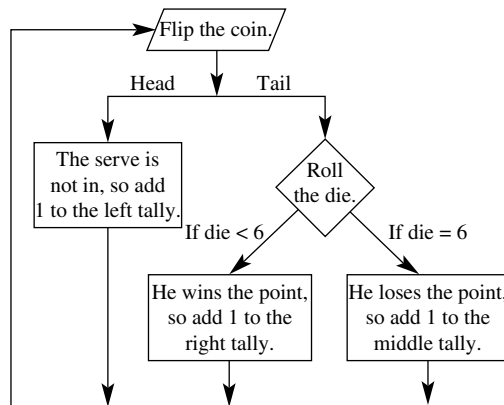 Flip the coin.
Head
Tail
The serve is
not in, so add
1 to the left tally.
Roll
the die.
If die < 6
If die = 6
He wins the point,
so add 1 to the
right tally.
He loses the point,
so add 1 to the
middle tally.